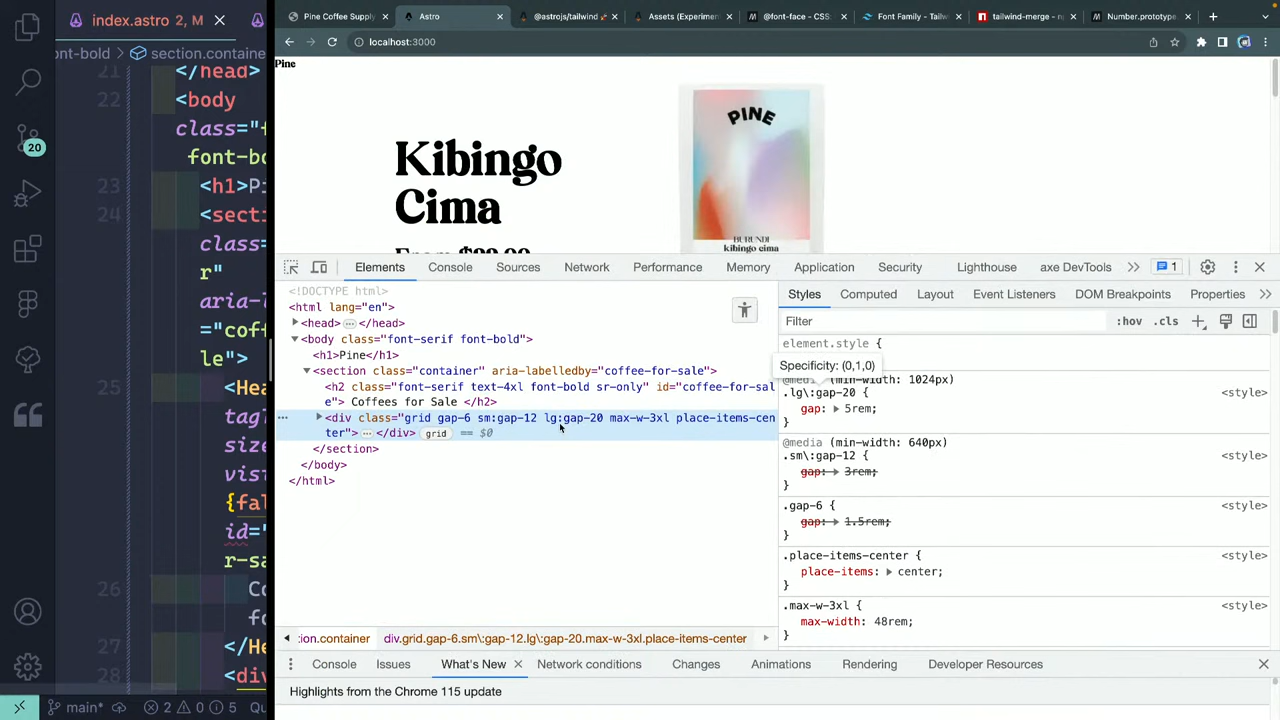 index.astro 2, M
font-bold
section.containe
21
</head>
22
<body
class="f
font-bo
23
<h1>Pi
24
<secti
class=
r"
aria-l
="coff
le">
<Hea
tagT
size
vist
{fal
id="
r-sa
26
Co
fo
27
</He
28
<div
20
main*
2
0
5
Qu
Pine Coffee Supply
Astro
@astrojs/tailwind
Assets (Experimen
@font-face - CSS:
Font Family - Tailw
tailwind-merge - n
Number.prototype.
localhost:3000
Pine
Kibingo
Cima
From $22.00
PINE
BURUNDI
kibingo cima
Elements
Console
Sources
Network
Performance
Memory
Application
Security
Lighthouse
axe DevTools
1
<!DOCTYPE html>
<html lang="en">
<head> … </head>
<body class="font-serif font-bold">
<h1>Pine</h1>
<section class="container" aria-labelledby="coffee-for-sale">
<h2 class="font-serif text-4xl font-bold sr-only" id="coffee-for-sal
e"> Coffees for Sale </h2>
<div class="grid gap-6 sm:gap-12 lg:gap-20 max-w-3xl place-items-cen
ter"> … </div> grid == $0
</section>
</body>
</html>
Styles
Computed
Layout
Event Listeners
DOM Breakpoints
Properties
Filter
:hov .cls
element.style {
Specificity: (0,1,0)
@media (min-width: 1024px)
.lg\:gap-20 { <style>
gap: 5rem;
}
@media (min-width: 640px)
.sm\:gap-12 { <style>
gap: 3rem;
}
.gap-6 { <style>
gap: 1.5rem;
}
.place-items-center { <style>
place-items: center;
}
.max-w-3xl { <style>
max-width: 48rem;
}
tion.container
div.grid.gap-6.sm\:gap-12.lg\:gap-20.max-w-3xl.place-items-center
Console
Issues
What's New
Network conditions
Changes
Animations
Rendering
Developer Resources
Highlights from the Chrome 115 update